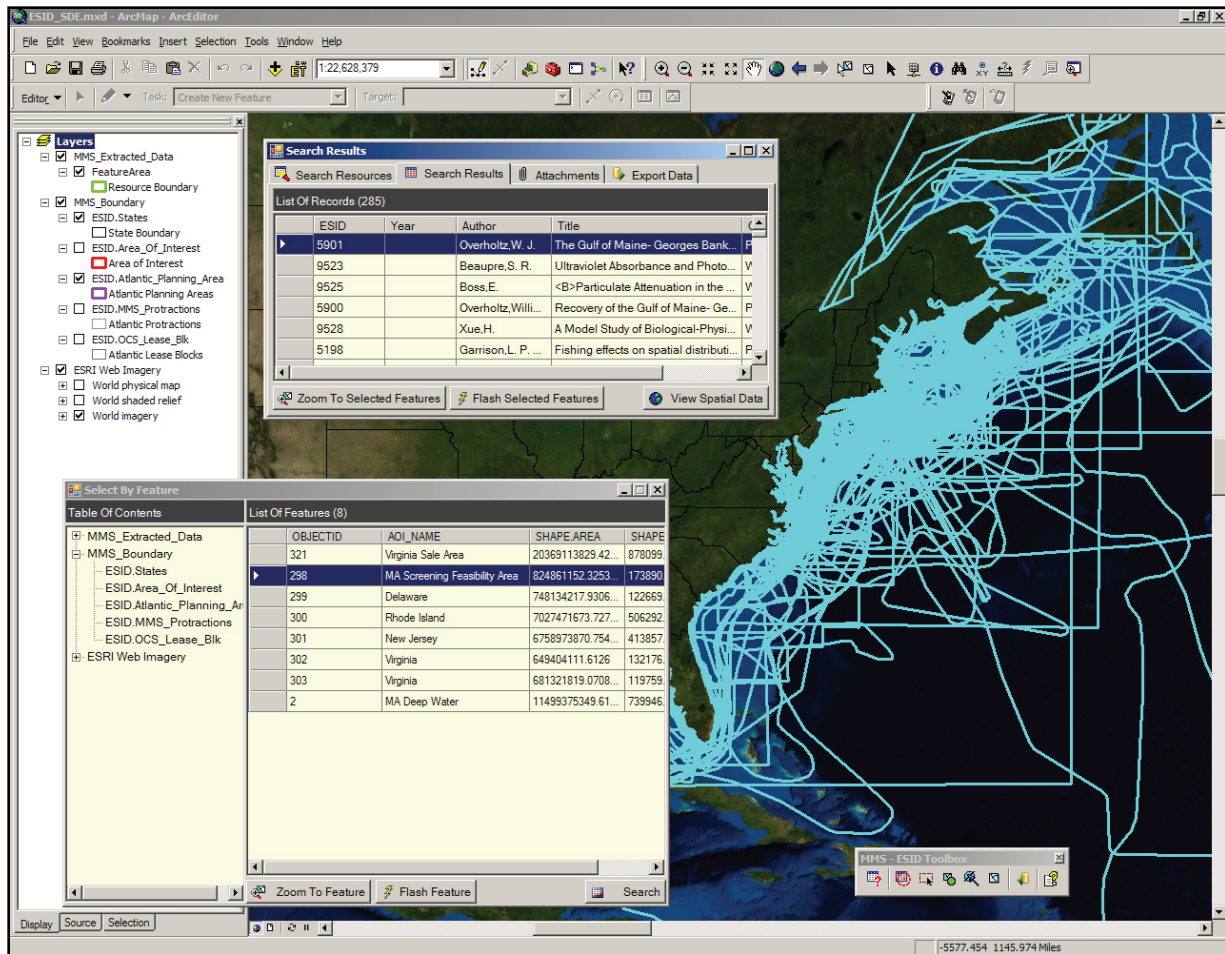 ESID_SDE.mxd - ArcMap - ArcEditor
File Edit View Bookmarks Insert Selection Tools Window Help
1:22,628,379
Editor Task: Create New Feature Target:
Layers
MMS_Extracted_Data
FeatureArea
Resource Boundary
MMS_Boundary
ESID.States
State Boundary
ESID.Area_Of_Interest
Area of Interest
ESID.Atlantic_Planning_Area
Atlantic Planning Areas
ESID.MMS_Protractions
Atlantic Protractions
ESID.OCS_Lease_Blk
Atlantic Lease Blocks
ESRI Web Imagery
World physical map
World shaded relief
World imagery
Search Results
Search Resources Search Results Attachments Export Data
List Of Records (285)
ESID Year Author Title
5901 Overholtz,W. J. The Gulf of Maine- Georges Bank... P
9523 Beaupre,S. R. Ultraviolet Absorbance and Photo... W
9525 Boss,E. <B>Particulate Attenuation in the ... W
5900 Overholtz,Willi... Recovery of the Gulf of Maine- Ge... P
9528 Xue,H. A Model Study of Biological-Physi... W
5198 Garrison,L. P. ... Fishing effects on spatial distributi... P
Zoom To Selected Features Flash Selected Features View Spatial Data
Select By Feature
Table Of Contents
MMS_Extracted_Data
MMS_Boundary
ESID.States
ESID.Area_Of_Interest
ESID.Atlantic_Planning_Ar
ESID.MMS_Protractions
ESID.OCS_Lease_Blk
ESRI Web Imagery
List Of Features (8)
OBJECTID AOI_NAME SHAPE.AREA SHAPE
321 Virginia Sale Area 20369113829.42... 878099.
298 MA Screening Feasibility Area 824861152.3253... 173890.
299 Delaware 748134217.9306... 122669.
300 Rhode Island 7027471673.727... 506292.
301 New Jersey 6758973870.754... 413857.
302 Virginia 649404111.6126 132176.
303 Virginia 681321819.0708... 119759.
2 MA Deep Water 11499375349.61... 739946.
Zoom To Feature Flash Feature Search
MMS - ESID Toolbox
Display Source Selection
-5577.454 1145.974 Miles